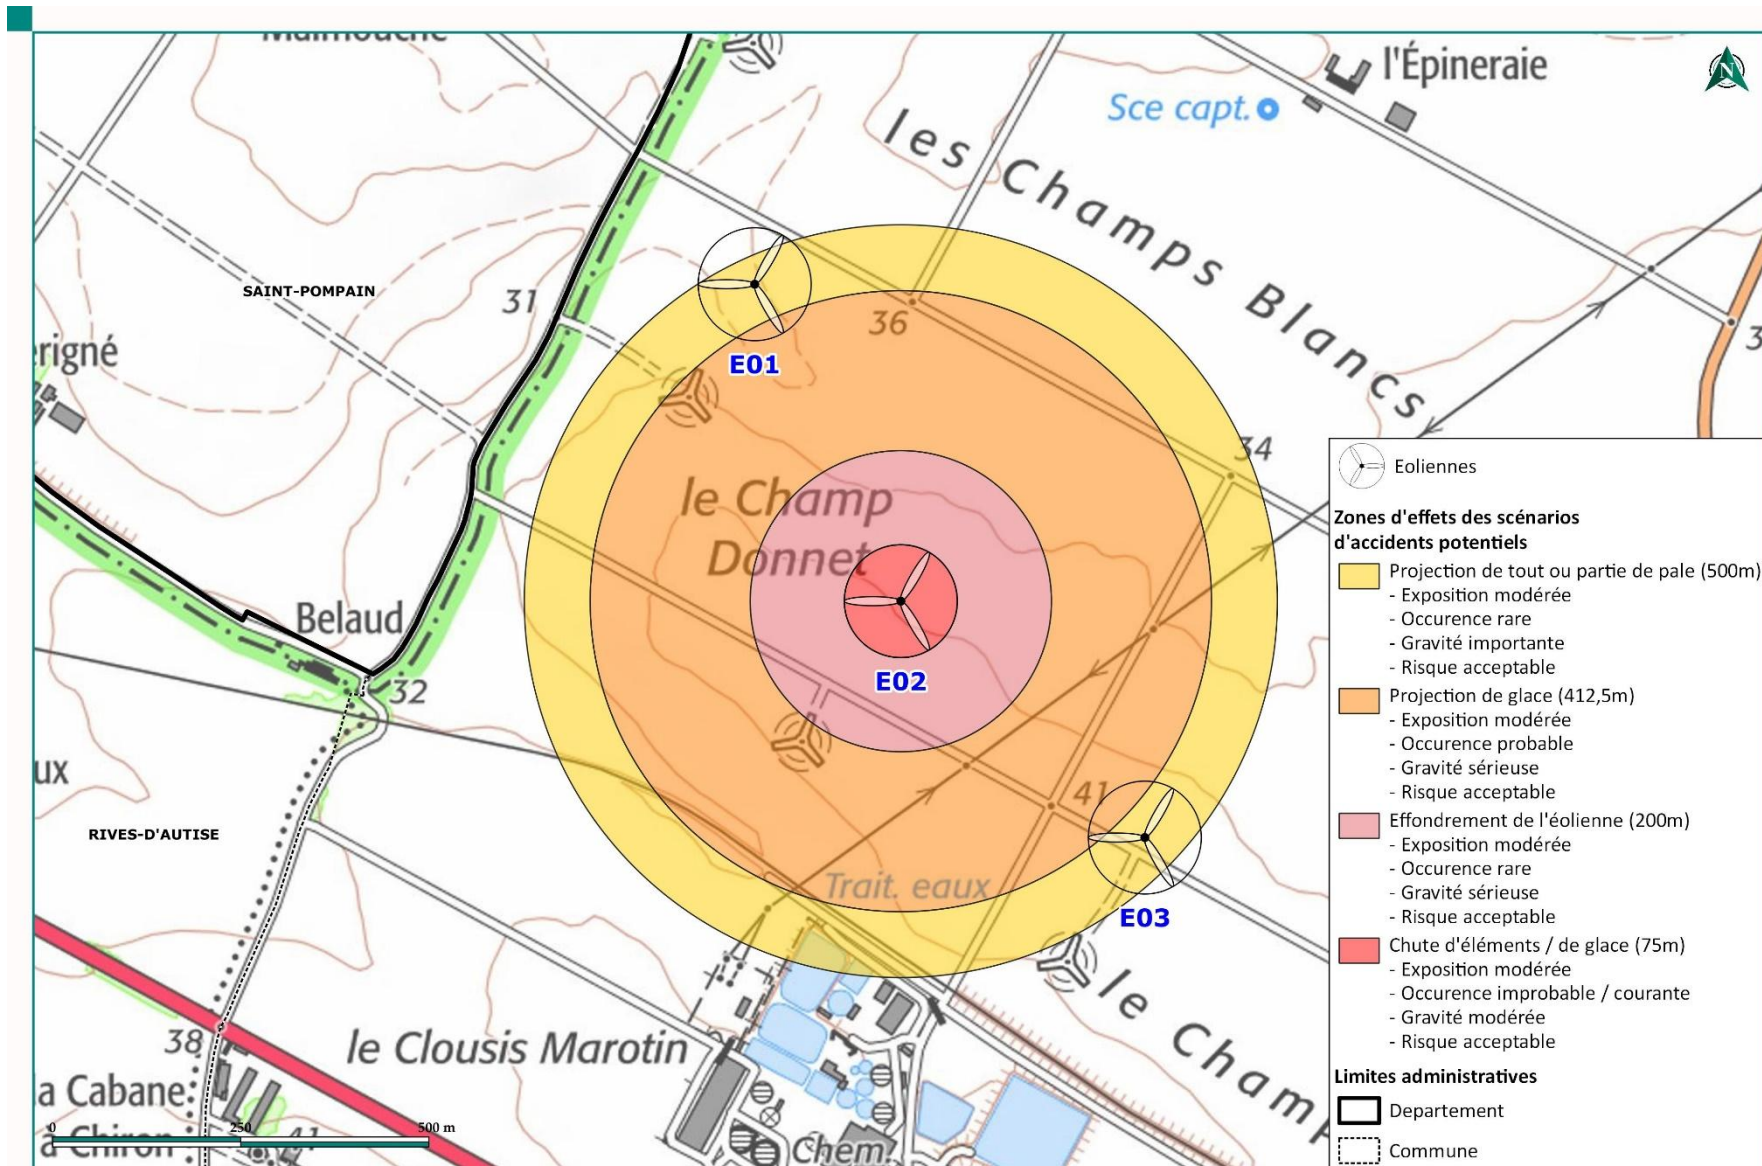 Malmouche
N
l'Épineraie
Sce capt.
les Champs Blancs
SAINT-POMPAIN
31
36
E01
erigné
34
le Champ
Donnet
Belaud
32
E02
ux
41
RIVES-D'AUTISE
Trait. eaux
E03
le Champ
38
le Clousis Marotin
a Cabane
a Chiron
41
Chem.
0 250 500 m
Eoliennes
Zones d'effets des scénarios
d'accidents potentiels
Projection de tout ou partie de pale (500m)
- Exposition modérée
- Occurence rare
- Gravité importante
- Risque acceptable
Projection de glace (412,5m)
- Exposition modérée
- Occurence probable
- Gravité sérieuse
- Risque acceptable
Effondrement de l'éolienne (200m)
- Exposition modérée
- Occurence rare
- Gravité sérieuse
- Risque acceptable
Chute d'éléments / de glace (75m)
- Exposition modérée
- Occurence improbable / courante
- Gravité modérée
- Risque acceptable
Limites administratives
Departement
Commune